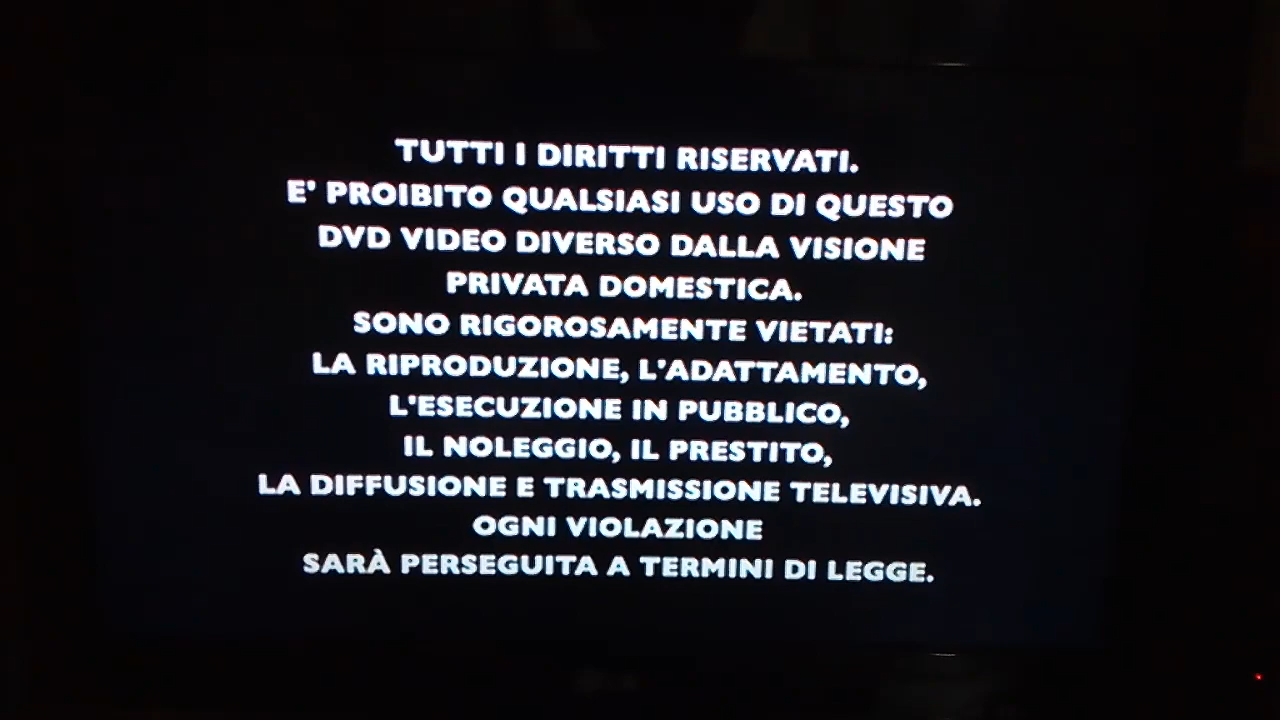 TUTTI I DIRITTI RISERVATI.
E' PROIBITO QUALSIASI USO DI QUESTO
DVD VIDEO DIVERSO DALLA VISIONE
PRIVATA DOMESTICA.
SONO RIGOROSAMENTE VIETATI:
LA RIPRODUZIONE, L'ADATTAMENTO,
L'ESECUZIONE IN PUBBLICO,
IL NOLEGGIO, IL PRESTITO,
LA DIFFUSIONE E TRASMISSIONE TELEVISIVA.
OGNI VIOLAZIONE
SARÀ PERSEGUITA A TERMINI DI LEGGE.